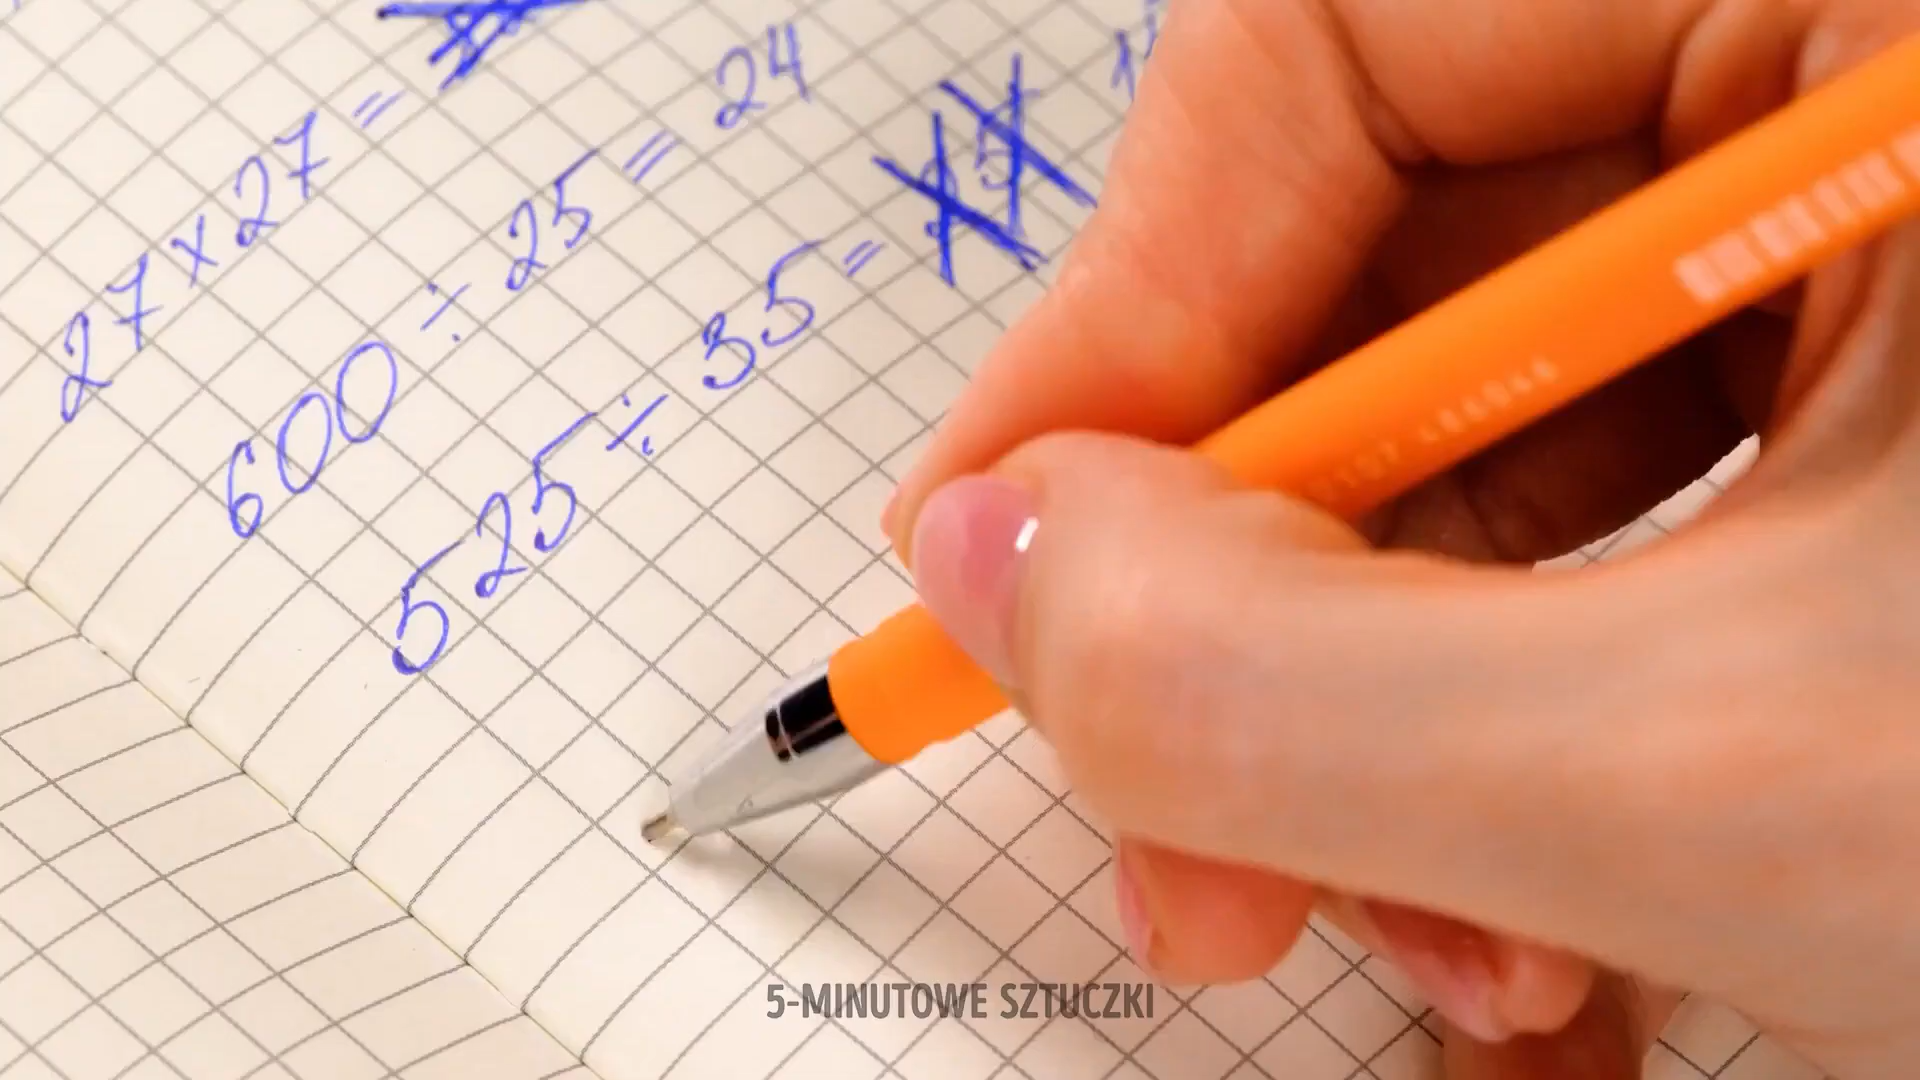 27 x 27 =
600 ÷ 25 = 24
525 ÷ 35 =
5-MINUTOWE SZTUCZKI